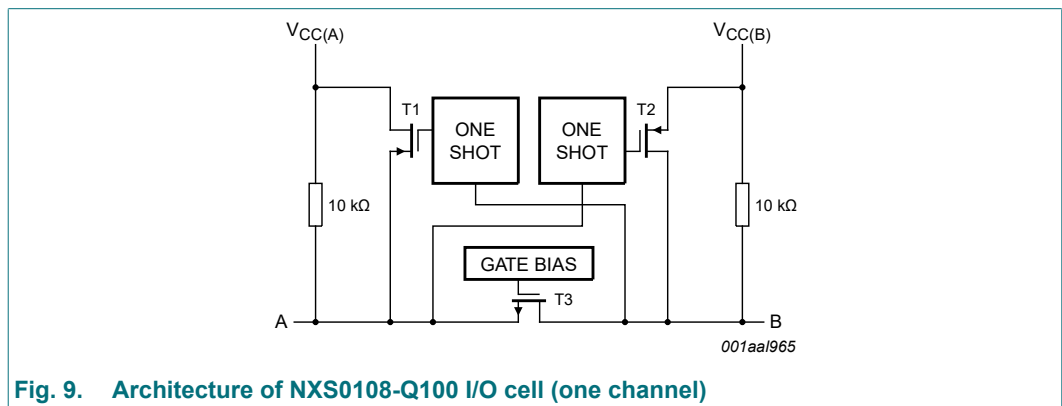 VCC(A)
VCC(B)
T1
ONE
SHOT
ONE
SHOT
T2
10 kΩ
10 kΩ
GATE BIAS
T3
A
B
001aal965
Fig. 9. Architecture of NXS0108-Q100 I/O cell (one channel)